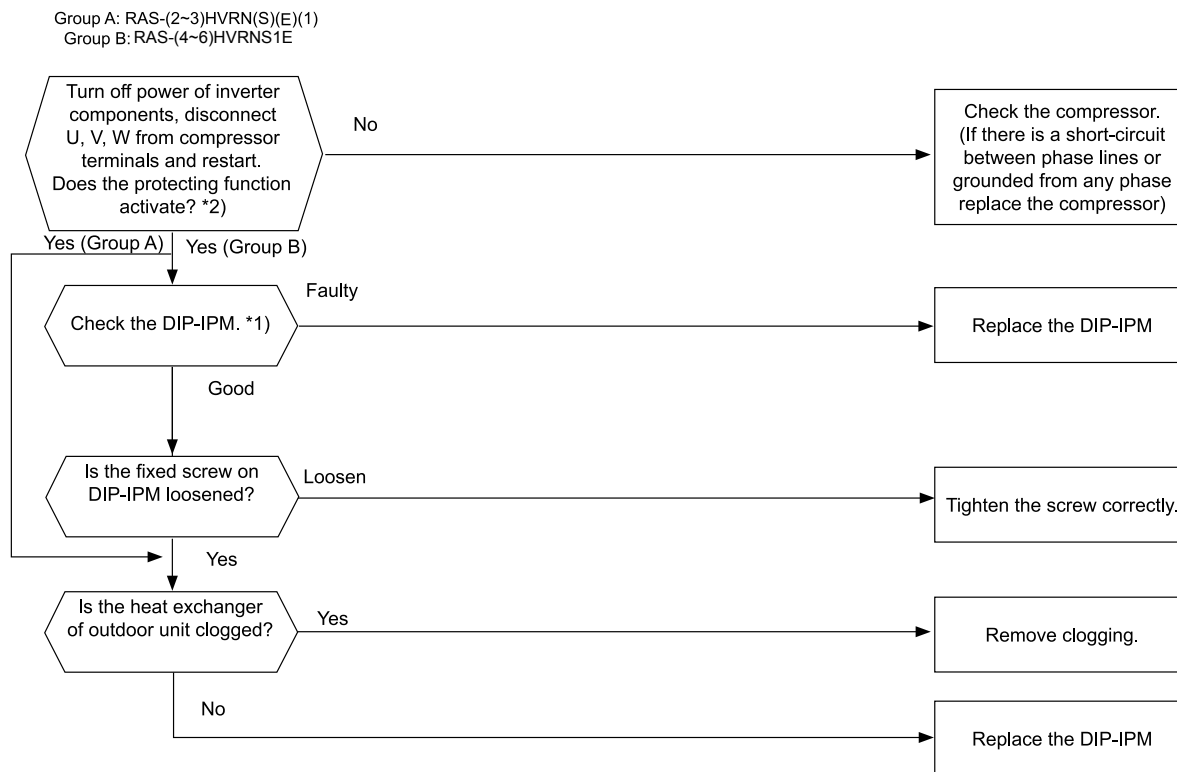 Group A: RAS-(2~3)HVRN(S)(E)(1)
Group B: RAS-(4~6)HVRNS1E
Turn off power of inverter
components, disconnect
U, V, W from compressor
terminals and restart.
Does the protecting function
activate? *2)
No
Check the compressor.
(If there is a short-circuit
between phase lines or
grounded from any phase
replace the compressor)
Yes (Group A)
Yes (Group B)
Check the DIP-IPM. *1)
Faulty
Replace the DIP-IPM
Good
Is the fixed screw on
DIP-IPM loosened?
Loosen
Tighten the screw correctly.
Yes
Is the heat exchanger
of outdoor unit clogged?
Yes
Remove clogging.
No
Replace the DIP-IPM